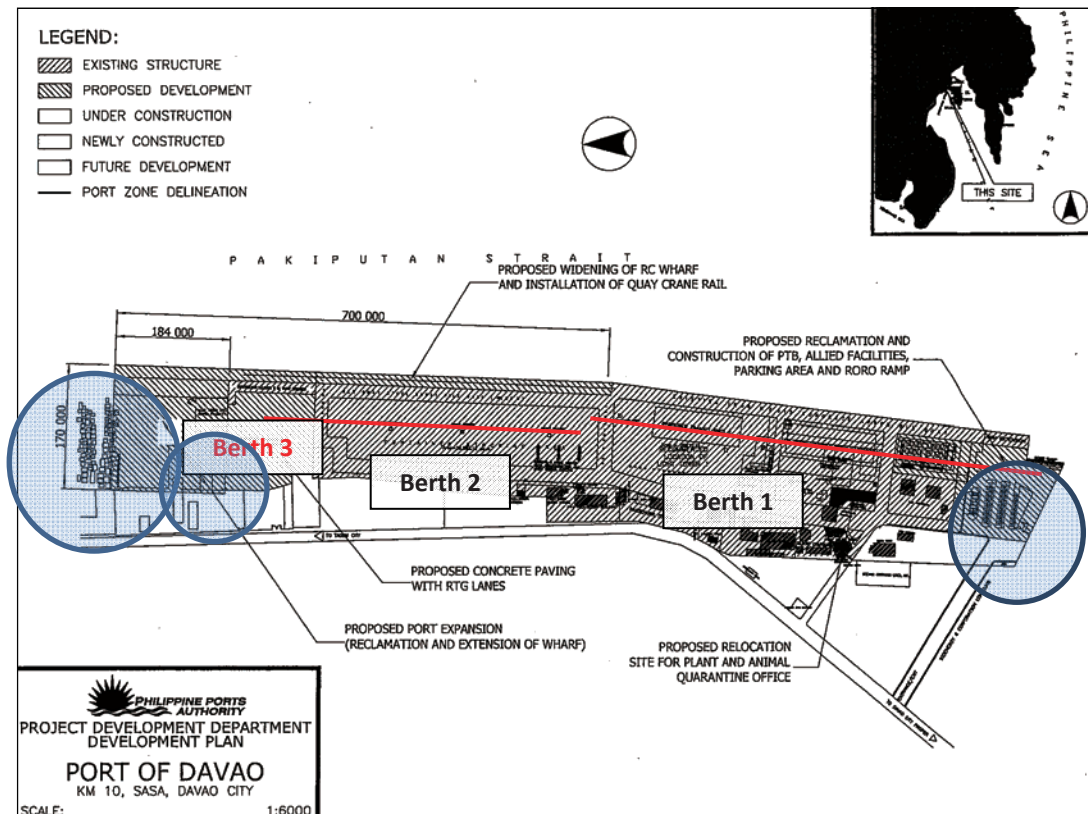 LEGEND:
EXISTING STRUCTURE
PROPOSED DEVELOPMENT
UNDER CONSTRUCTION
NEWLY CONSTRUCTED
FUTURE DEVELOPMENT
PORT ZONE DELINEATION
PHILIPPINE SEA
THIS SITE
PAKIPUTAN STRAIT
PROPOSED WIDENING OF RC WHARF
AND INSTALLATION OF QUAY CRANE RAIL
700 000
184 000
170 000
PROPOSED RECLAMATION AND
CONSTRUCTION OF PTB, ALLIED FACILITIES,
PARKING AREA AND RORO RAMP
Berth 3
Berth 2
Berth 1
PROPOSED CONCRETE PAVING
WITH RTG LANES
PROPOSED PORT EXPANSION
(RECLAMATION AND EXTENSION OF WHARF)
PROPOSED RELOCATION
SITE FOR PLANT AND ANIMAL
QUARANTINE OFFICE
PHILIPPINE PORTS
AUTHORITY
PROJECT DEVELOPMENT DEPARTMENT
DEVELOPMENT PLAN
PORT OF DAVAO
KM 10, SASA, DAVAO CITY
SCALE: 1:6000